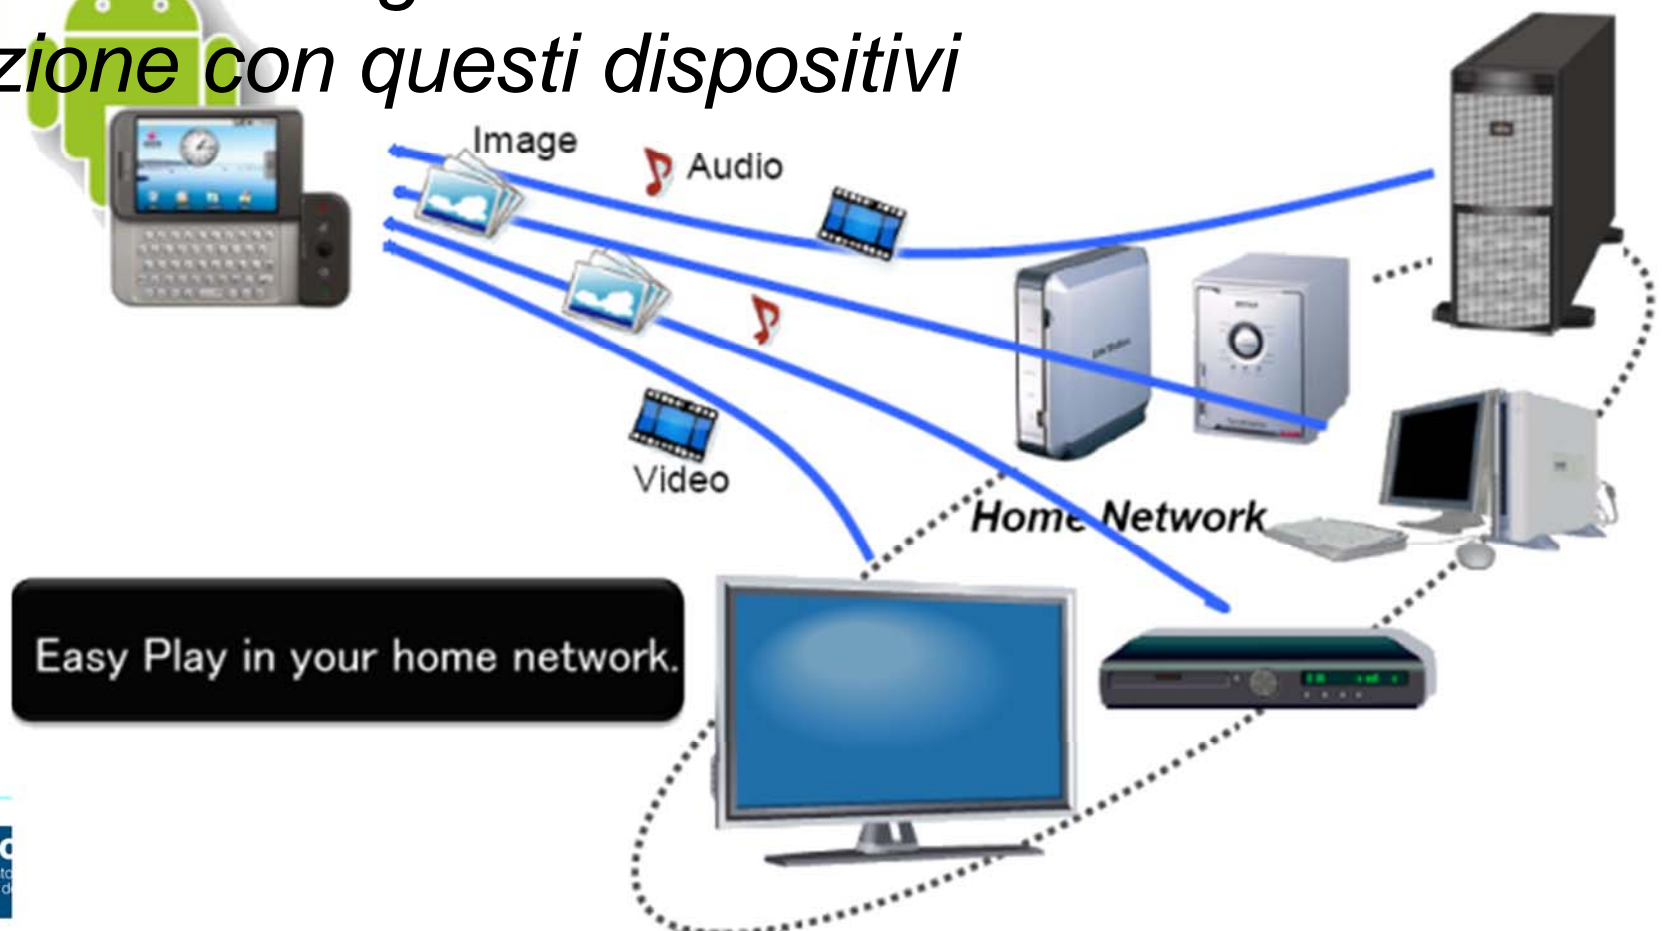 zione con questi dispositivi
Image
Audio
Video
Home Network
Easy Play in your home network.